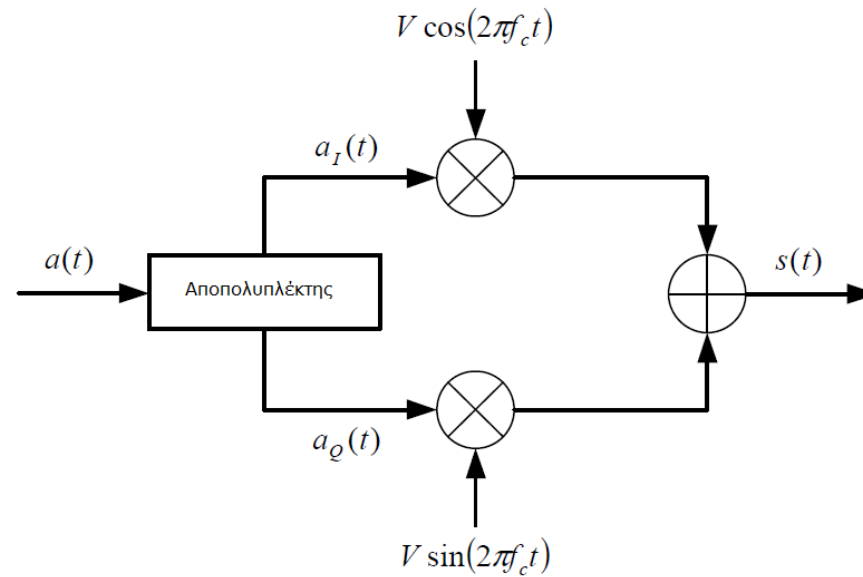 V cos(2πf_c t)
a_I(t)
a(t)
Αποπολυπλέκτης
s(t)
a_Q(t)
V sin(2πf_c t)